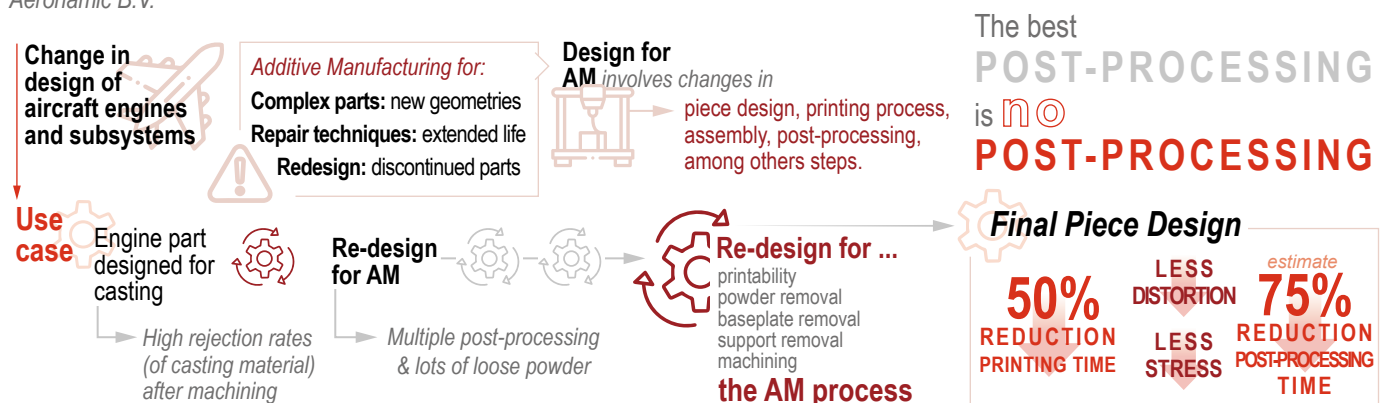 Aeronamic B.V.
Change in
design of
aircraft engines
and subsystems
Additive Manufacturing for:
Complex parts: new geometries
Repair techniques: extended life
Redesign: discontinued parts
Design for
AM involves changes in
piece design, printing process,
assembly, post-processing,
among others steps.
The best
POST-PROCESSING
is no
POST-PROCESSING
Use
case
Engine part
designed for
casting
High rejection rates
(of casting material)
after machining
Re-design
for AM
Multiple post-processing
& lots of loose powder
Re-design for ...
printability
powder removal
baseplate removal
support removal
machining
the AM process
Final Piece Design
50%
REDUCTION
PRINTING TIME
LESS
DISTORTION
LESS
STRESS
estimate
75%
REDUCTION
POST-PROCESSING
TIME